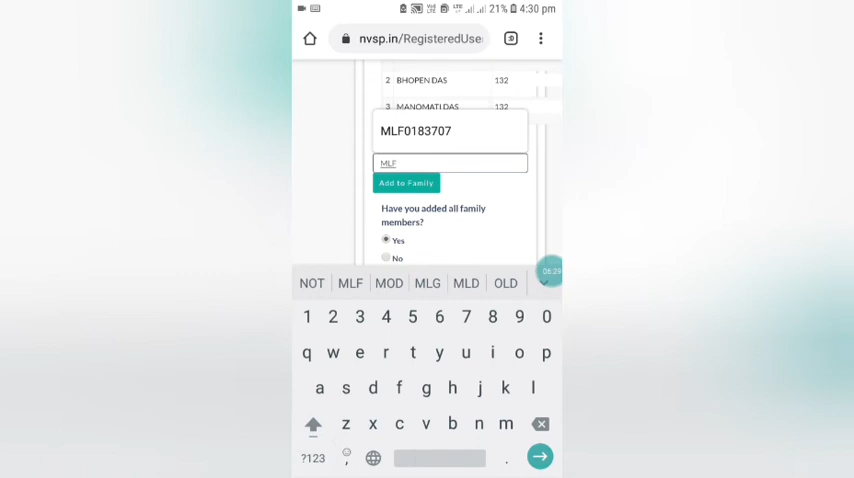 21% 4:30 pm
nvsp.in/RegisteredUse
2 BHOPEN DAS 132
3 MANOMATI DAS 132
MLF0183707
MLF
Add to Family
Have you added all family
members?
Yes
No
06:29
NOT MLF MOD MLG MLD OLD
1 2 3 4 5 6 7 8 9 0
q w e r t y u i o p
a s d f g h j k l
z x c v b n m
?123 , .